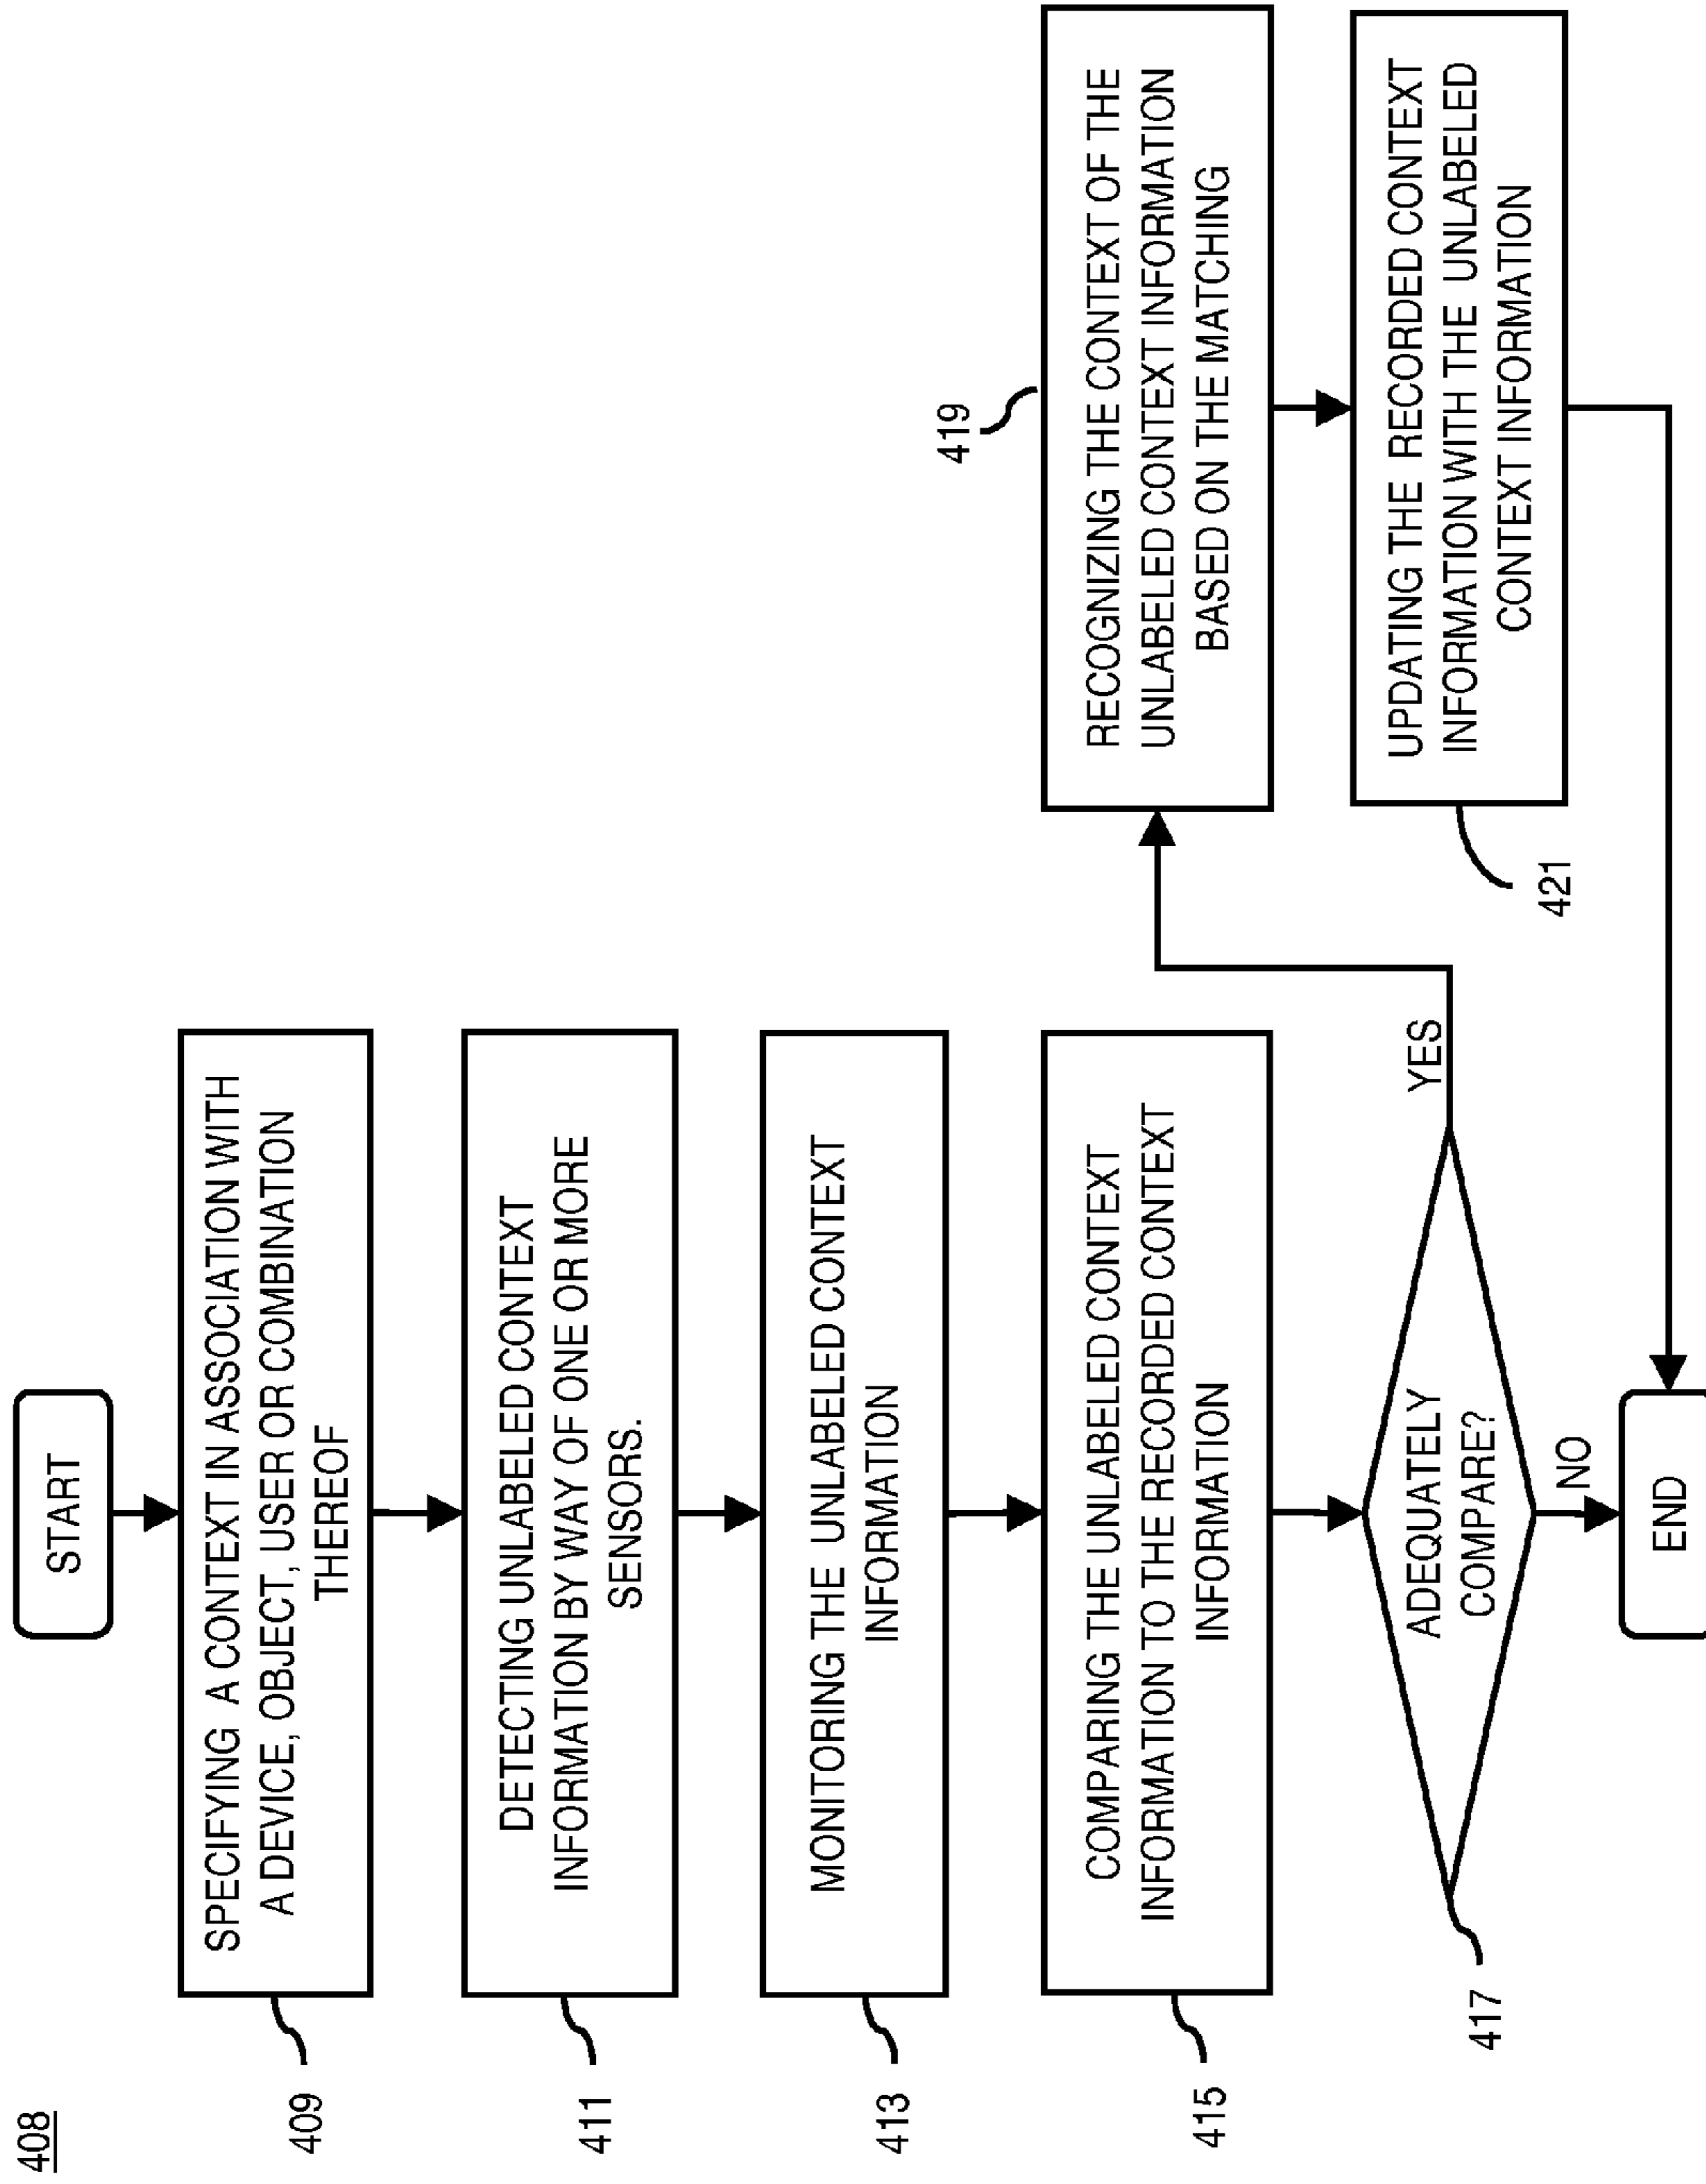 408
START
409
SPECIFYING A CONTEXT IN ASSOCIATION WITH
A DEVICE, OBJECT, USER OR COMBINATION
THEREOF
411
DETECTING UNLABELED CONTEXT
INFORMATION BY WAY OF ONE OR MORE
SENSORS.
413
MONITORING THE UNLABELED CONTEXT
INFORMATION
415
COMPARING THE UNLABELED CONTEXT
INFORMATION TO THE RECORDED CONTEXT
INFORMATION
417
ADEQUATELY
COMPARE?
YES
NO
419
RECOGNIZING THE CONTEXT OF THE
UNLABELED CONTEXT INFORMATION
BASED ON THE MATCHING
421
UPDATING THE RECORDED CONTEXT
INFORMATION WITH THE UNLABELED
CONTEXT INFORMATION
END